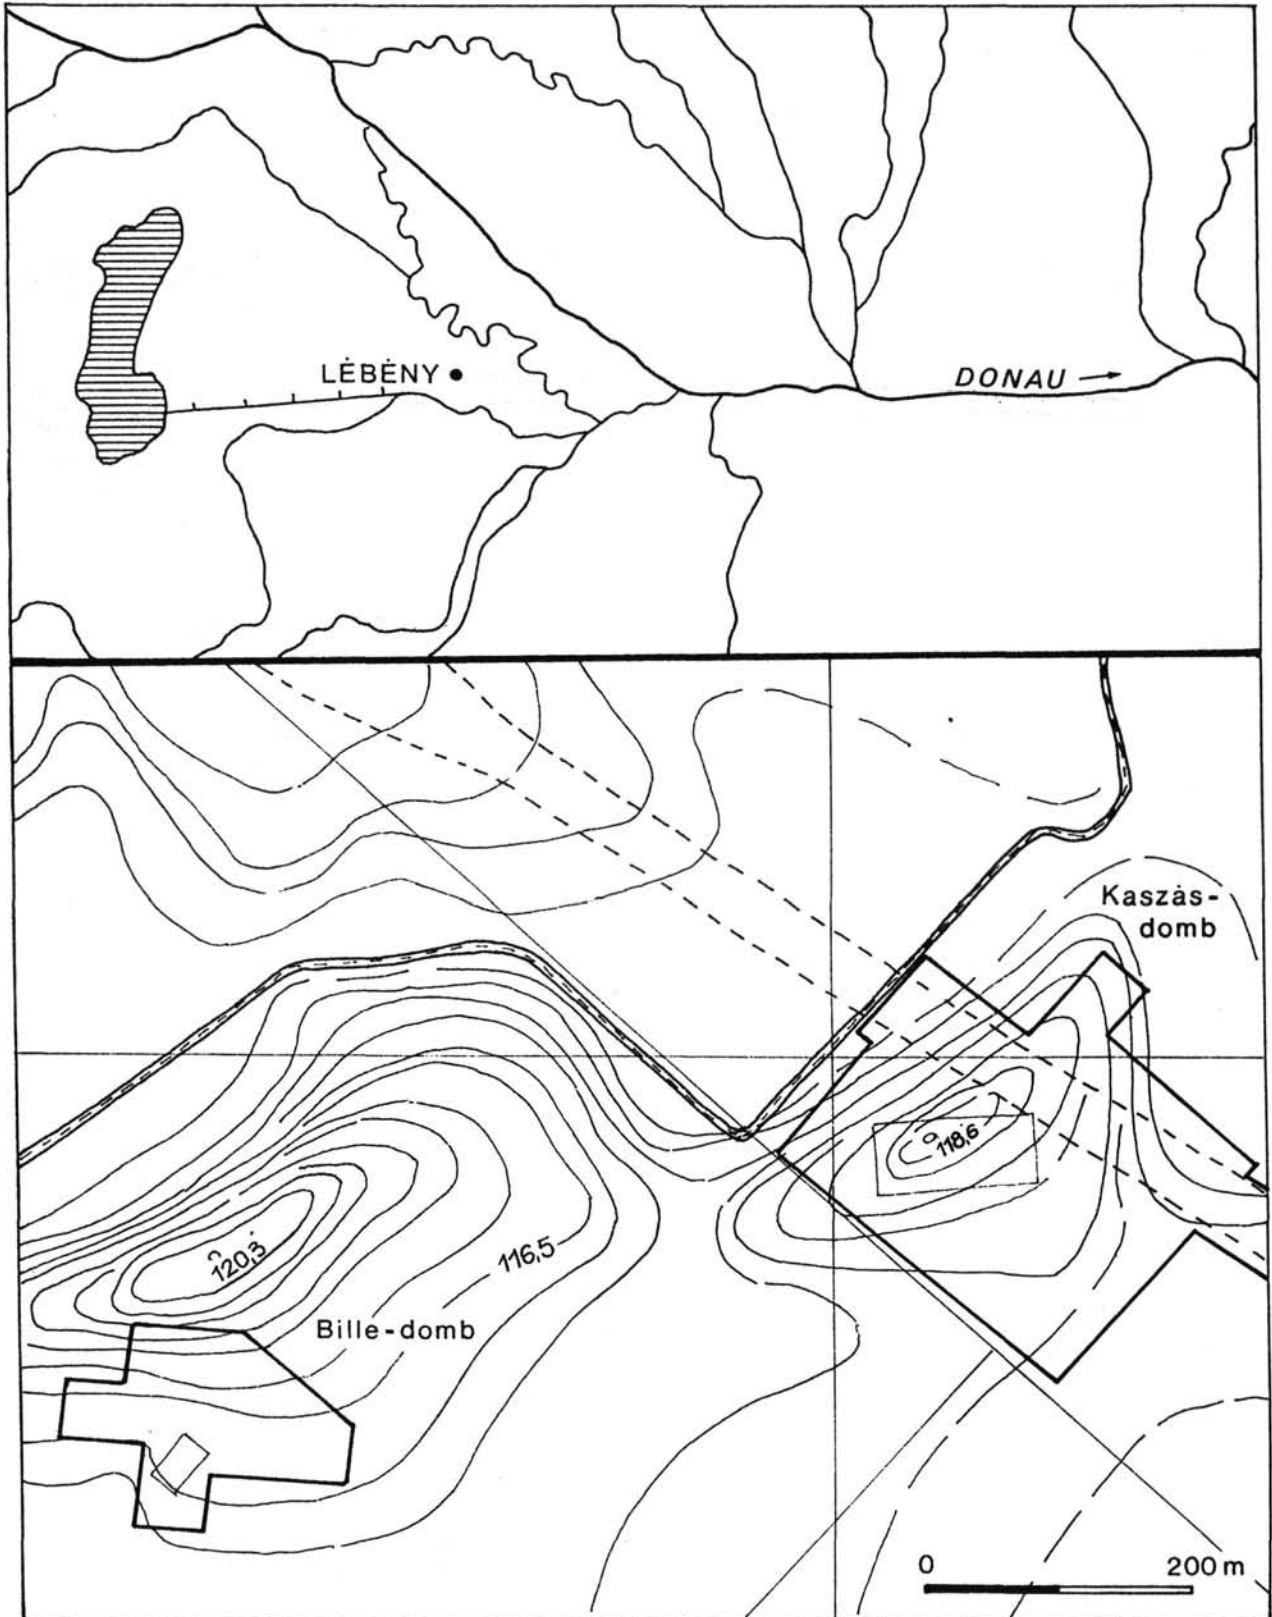 LÉBÉNY
DONAU
Kaszás-
domb
118,6
120,3
116,5
Bille-domb
0 200 m